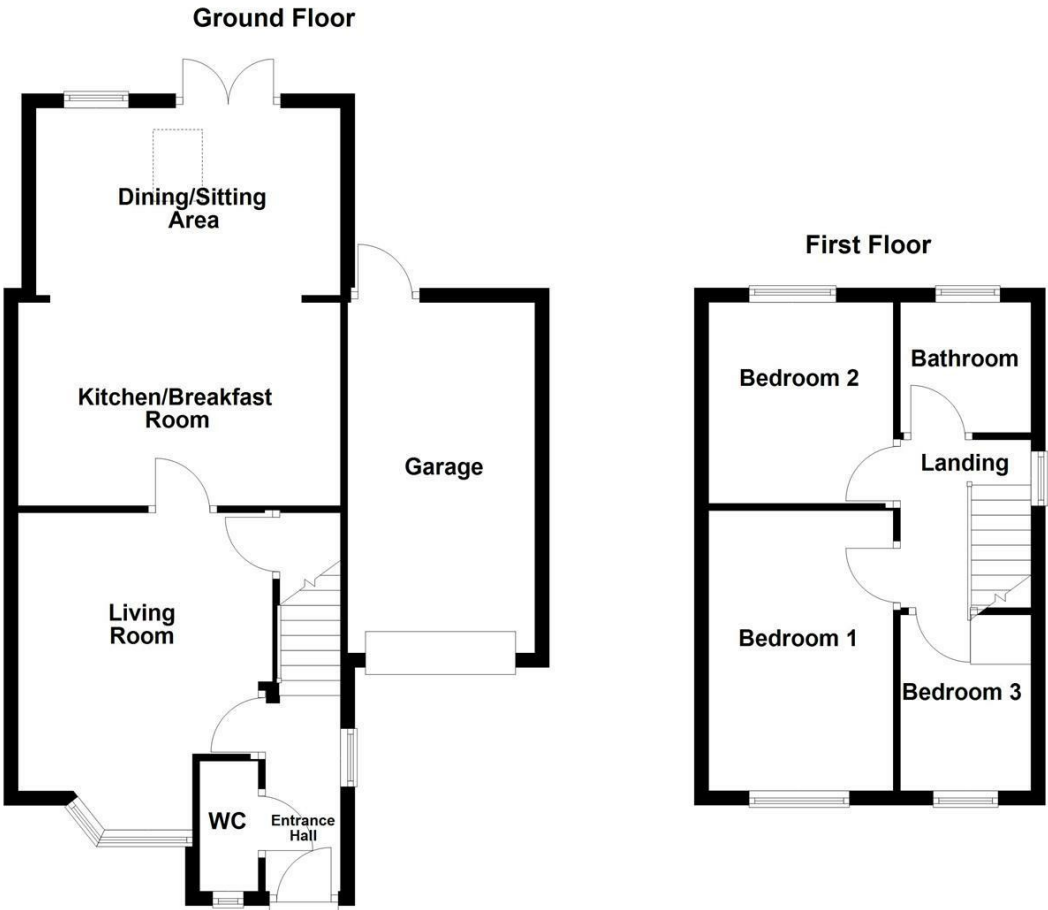 Ground Floor
Dining/Sitting
Area
Kitchen/Breakfast
Room
Garage
Living
Room
WC
Entrance
Hall
First Floor
Bedroom 2
Bathroom
Landing
Bedroom 1
Bedroom 3